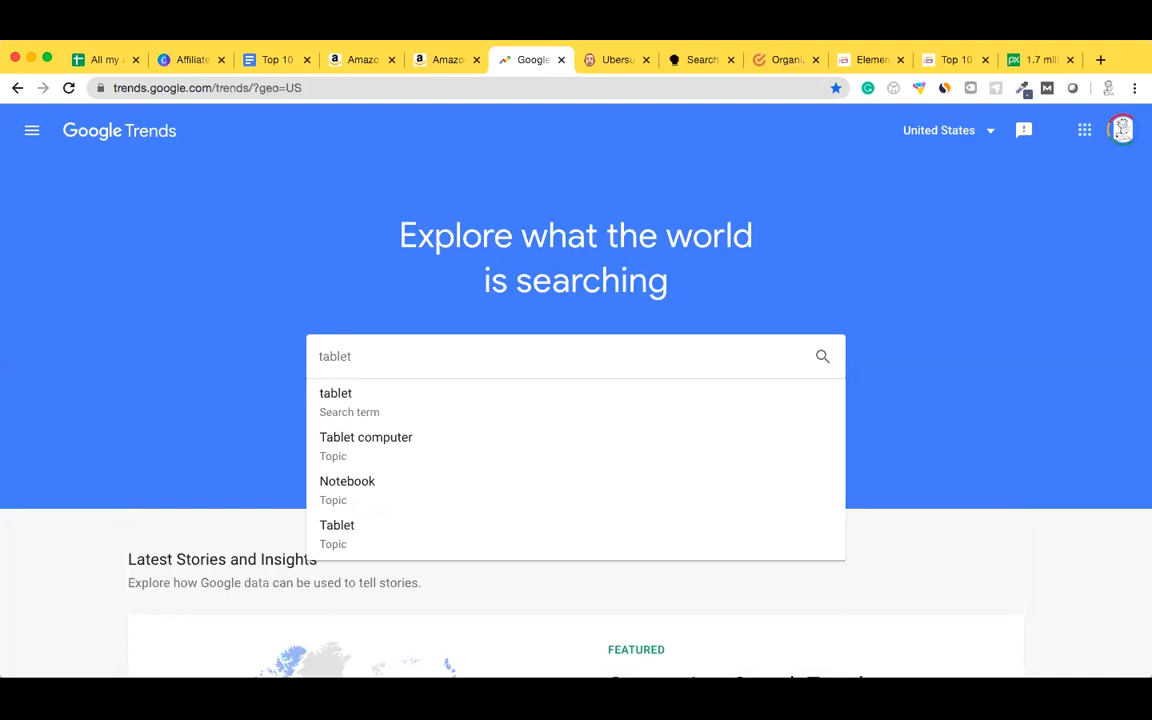 All my
Affiliate
Top 10
Amazo
Amazo
Google
Ubersu
Search
Organi
Elemen
Top 10
1.7 mil
trends.google.com/trends/?geo=US
Google Trends
United States
Explore what the world
is searching
tablet
tablet
Search term
Tablet computer
Topic
Notebook
Topic
Tablet
Topic
Latest Stories and Insights
Explore how Google data can be used to tell stories.
FEATURED